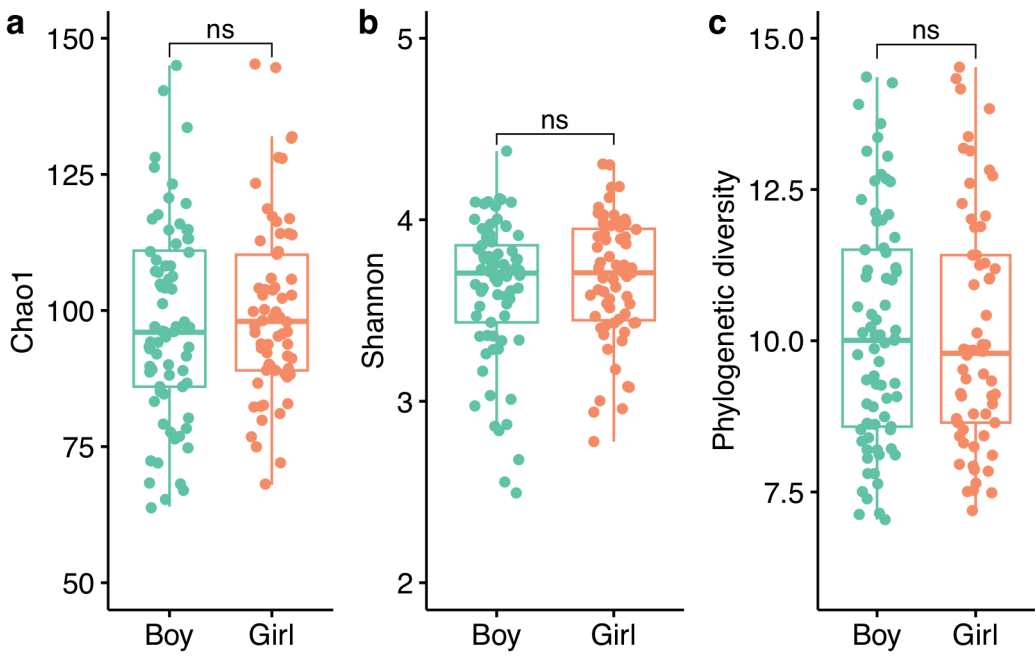 a
ns
Chao1
150
125
100
75
50
Boy Girl
b
ns
Shannon
5
4
3
2
Boy Girl
c
ns
Phylogenetic diversity
15.0
12.5
10.0
7.5
Boy Girl